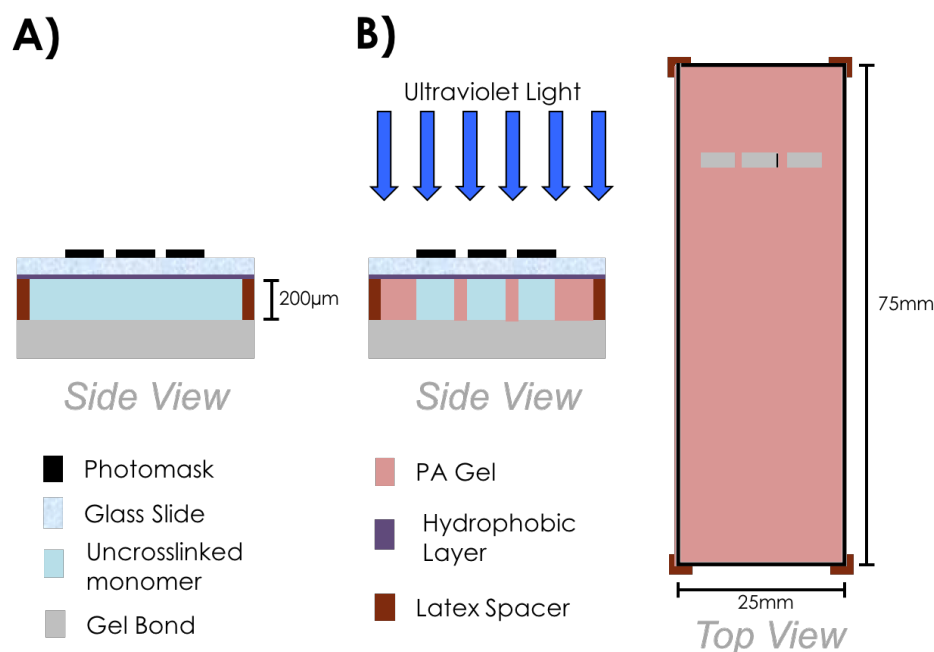 A)
B)
Ultraviolet Light
200µm
75mm
Side View
Side View
Photomask
Glass Slide
Uncrosslinked
monomer
Gel Bond
PA Gel
Hydrophobic
Layer
Latex Spacer
25mm
Top View